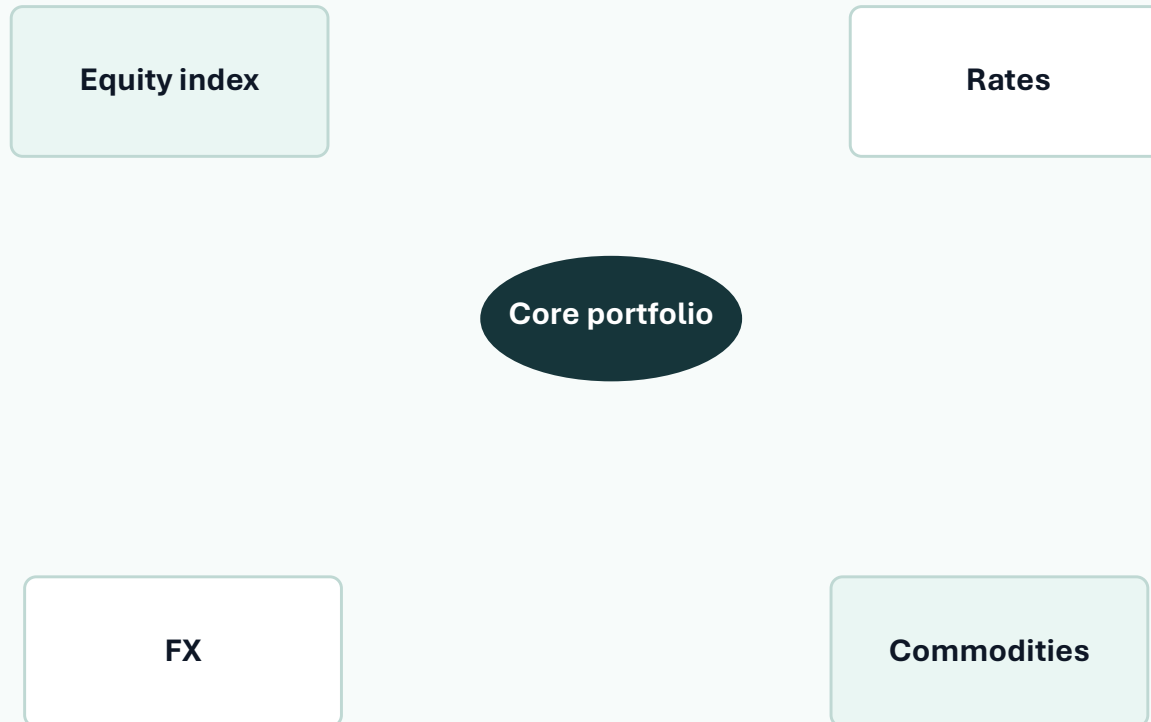 Equity index
Rates
Core portfolio
FX
Commodities